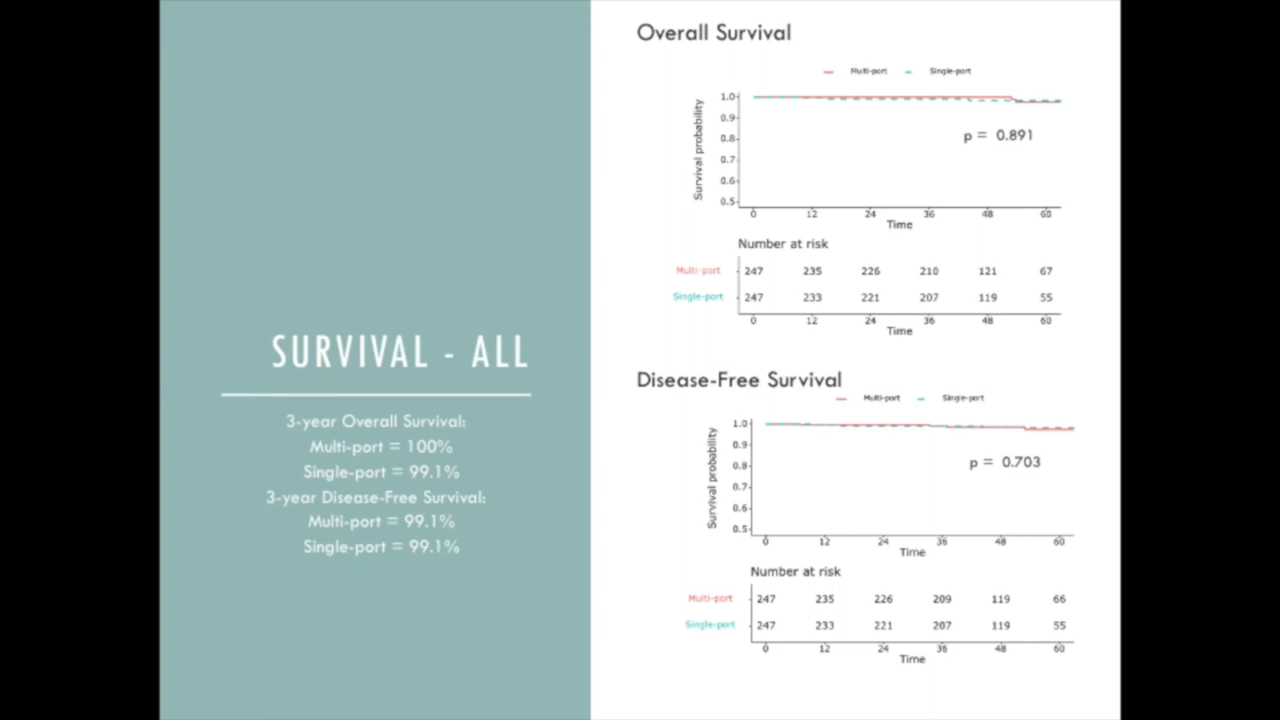 SURVIVAL - ALL
3-year Overall Survival:
Multi-port = 100%
Single-port = 99.1%
3-year Disease-Free Survival:
Multi-port = 99.1%
Single-port = 99.1%
Overall Survival
Multi-port Single-port
Survival probability
1.0
0.9
0.8
0.7
0.6
0.5
p = 0.891
0 12 24 36 48 60
Time
Number at risk
Multi-port 247 235 226 210 121 67
Single-port 247 233 221 207 119 55
0 12 24 36 48 60
Time
Disease-Free Survival
Multi-port Single-port
Survival probability
1.0
0.9
0.8
0.7
0.6
0.5
p = 0.703
0 12 24 36 48 60
Time
Number at risk
Multi-port 247 235 226 209 119 66
Single-port 247 233 221 207 119 55
0 12 24 36 48 60
Time